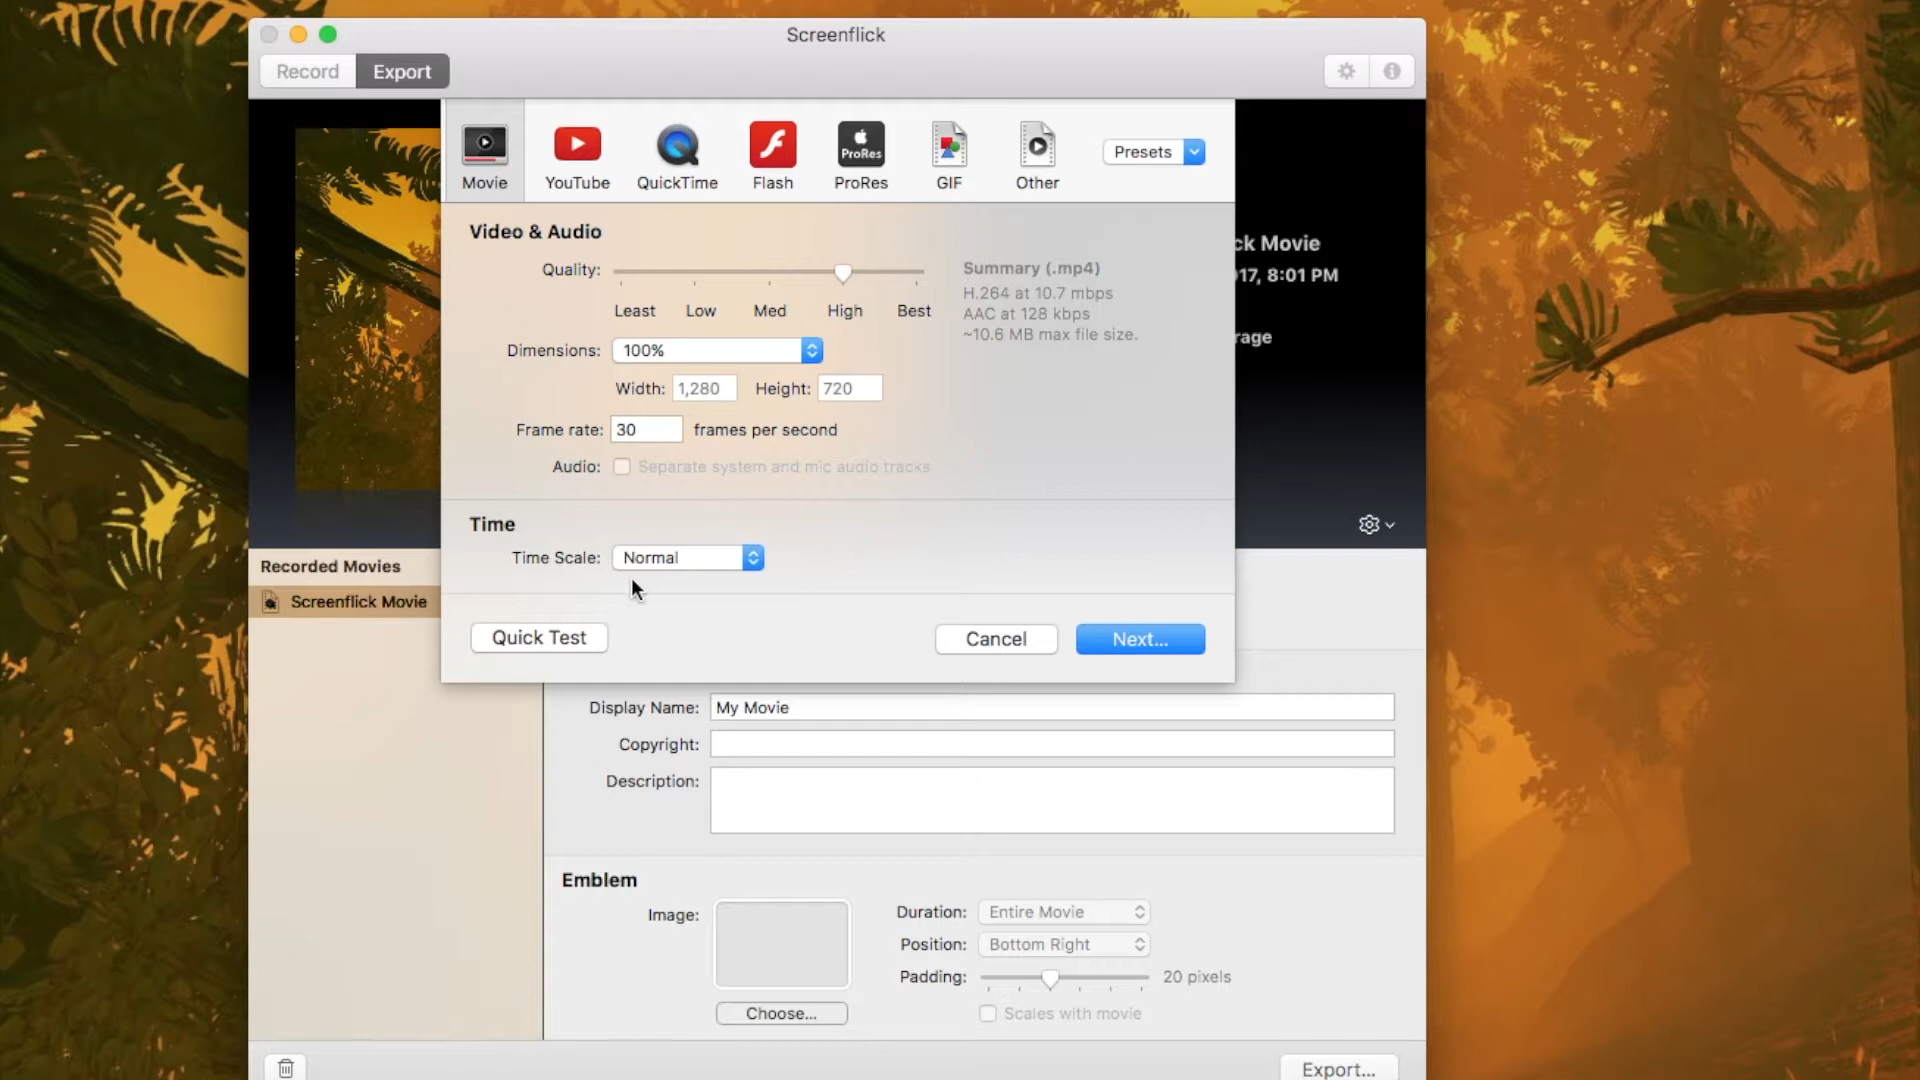 Screenflick
Record
Export
ProRes
Movie
YouTube
QuickTime
Flash
ProRes
GIF
Other
Presets
Video & Audio
Quality:
Least
Low
Med
High
Best
Summary (.mp4)
H.264 at 10.7 mbps
AAC at 128 kbps
~10.6 MB max file size.
ck Movie
17, 8:01 PM
rage
Dimensions: 100%
Width: 1,280 Height: 720
Frame rate: 30 frames per second
Audio: Separate system and mic audio tracks
Time
Time Scale: Normal
Recorded Movies
Screenflick Movie
Quick Test
Cancel
Next...
Display Name: My Movie
Copyright:
Description:
Emblem
Image:
Choose...
Duration: Entire Movie
Position: Bottom Right
Padding: 20 pixels
Scales with movie
Export...